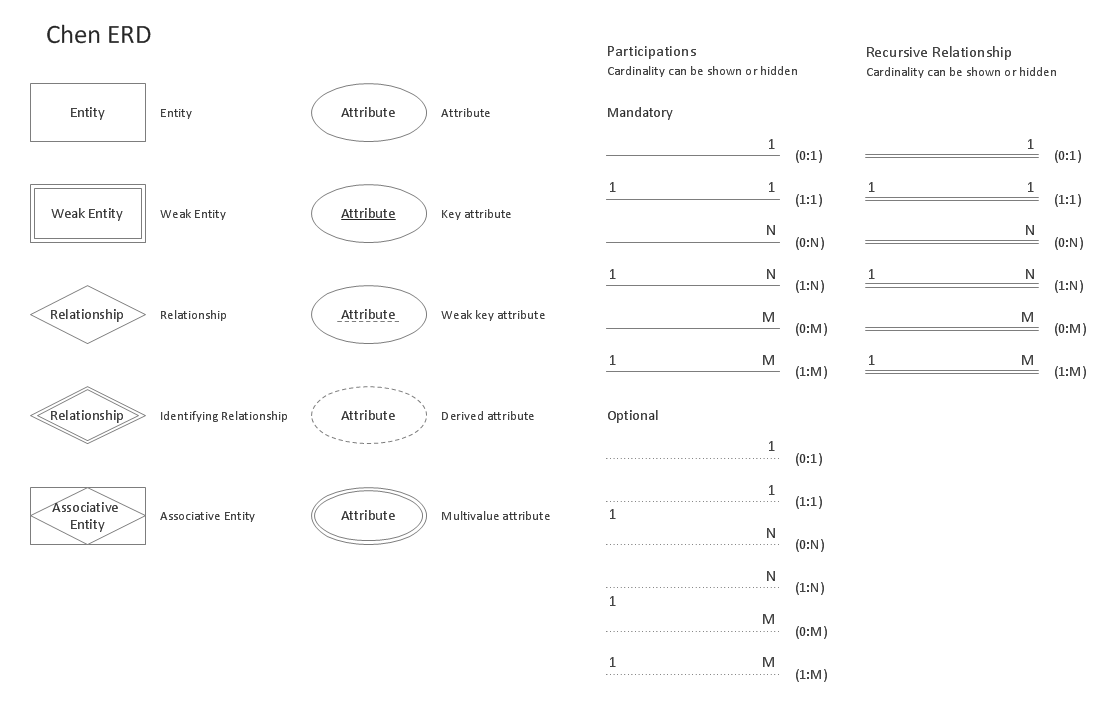 Chen ERD
Entity
Entity
Attribute
Attribute
Weak Entity
Weak Entity
Attribute
Key attribute
Relationship
Relationship
Attribute
Weak key attribute
Relationship
Identifying Relationship
Attribute
Derived attribute
Associative
Entity
Associative Entity
Attribute
Multivalue attribute
Participations
Cardinality can be shown or hidden
Mandatory
1
(0:1)
1 1
(1:1)
N
(0:N)
1 N
(1:N)
M
(0:M)
1 M
(1:M)
Optional
1
(0:1)
1
(1:1)
1
N
(0:N)
N
(1:N)
1
M
(0:M)
1 M
(1:M)
Recursive Relationship
Cardinality can be shown or hidden
1
(0:1)
1 1
(1:1)
N
(0:N)
1 N
(1:N)
M
(0:M)
1 M
(1:M)